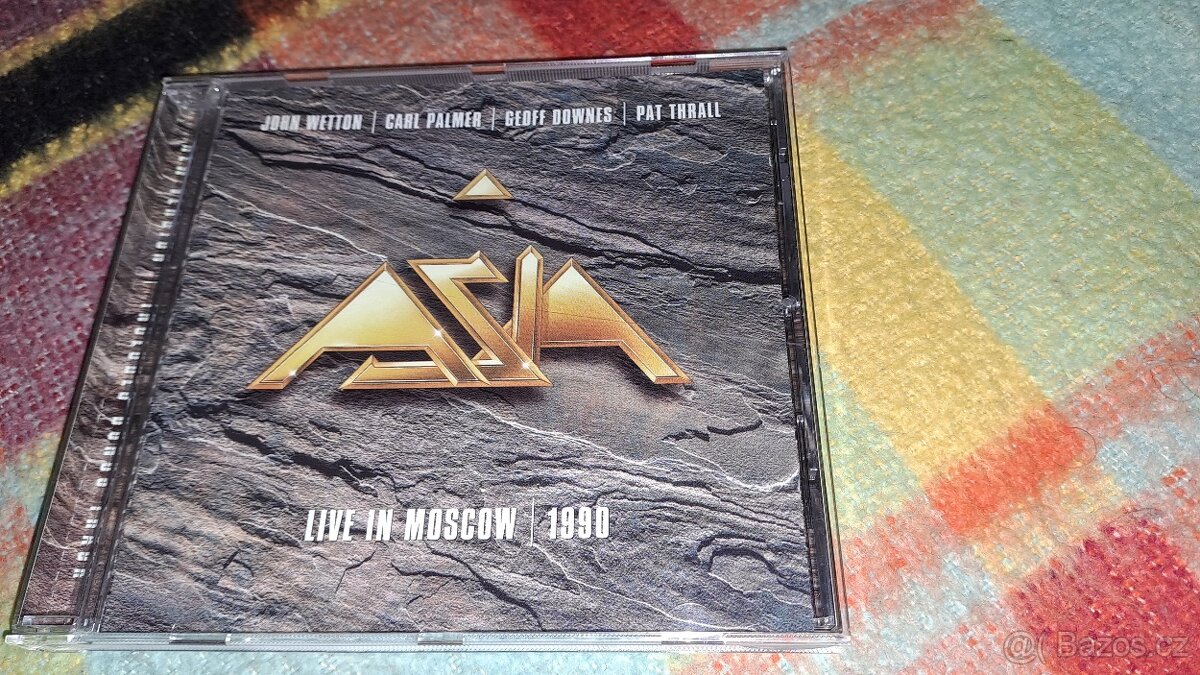 JOHN WETTON | CARL PALMER | GEOFF DOWNES | PAT THRALL
ASIA
LIVE IN MOSCOW | 1990
@( Bazos.cz